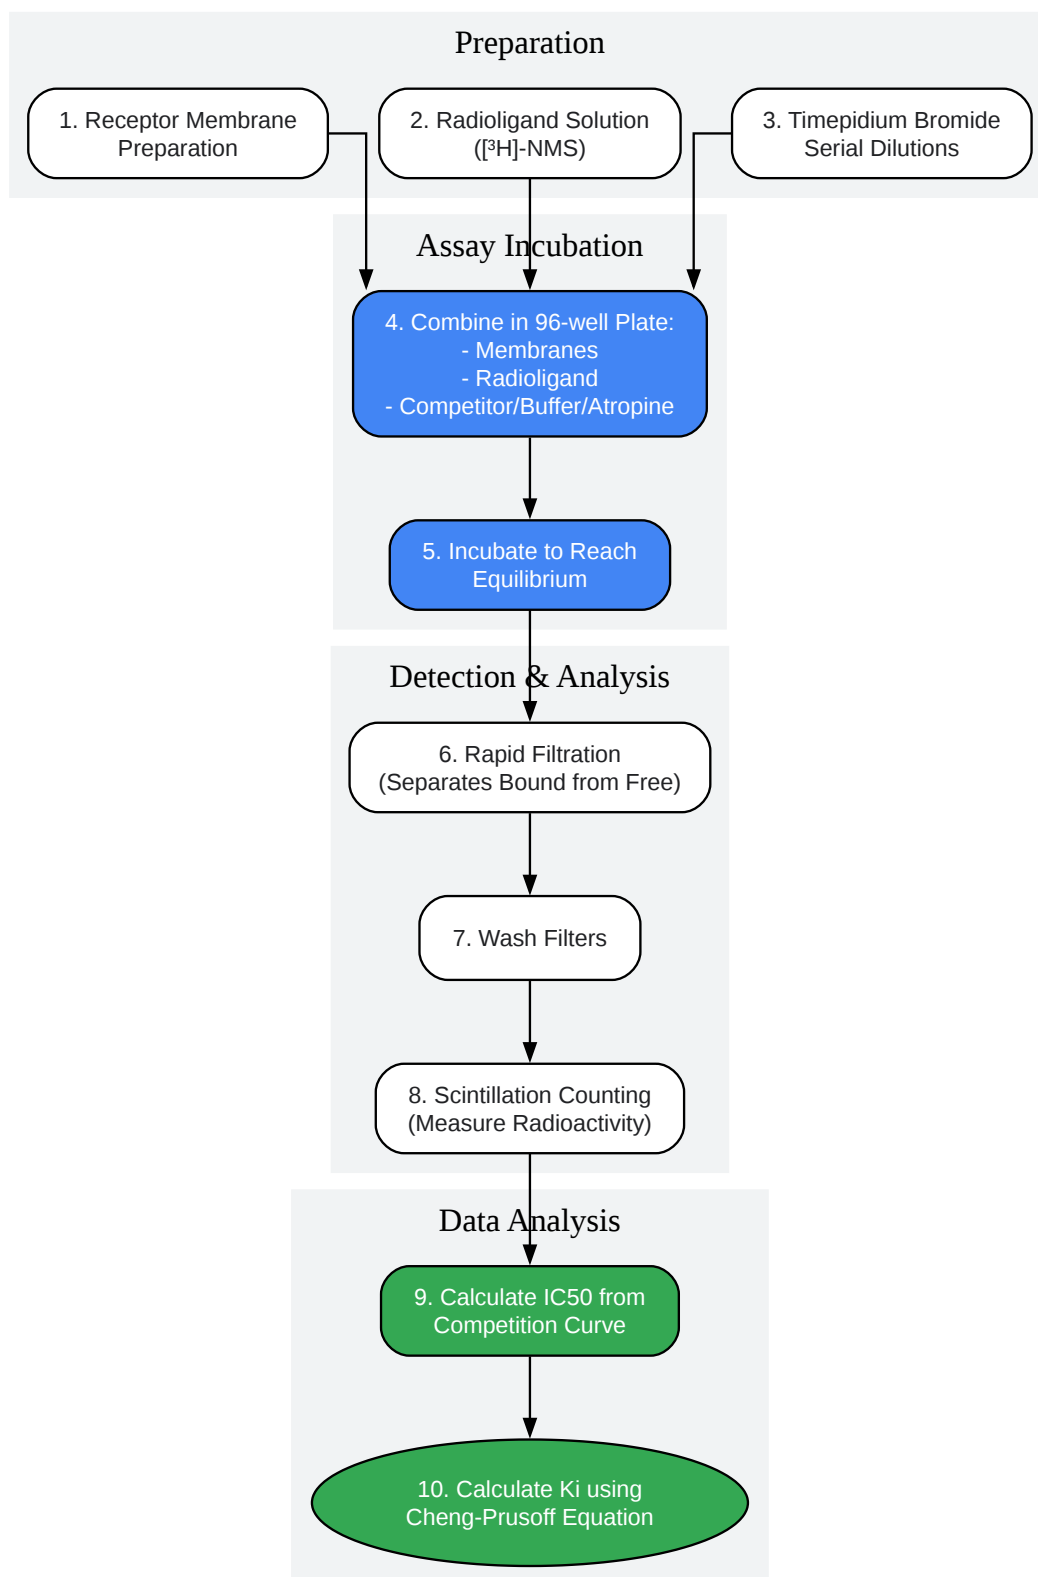 Preparation
1. Receptor Membrane
Preparation
2. Radioligand Solution
([³H]-NMS)
3. Timepidium Bromide
Serial Dilutions
Assay Incubation
4. Combine in 96-well Plate:
- Membranes
- Radioligand
- Competitor/Buffer/Atropine
5. Incubate to Reach
Equilibrium
Detection & Analysis
6. Rapid Filtration
(Separates Bound from Free)
7. Wash Filters
8. Scintillation Counting
(Measure Radioactivity)
Data Analysis
9. Calculate IC50 from
Competition Curve
10. Calculate Ki using
Cheng-Prusoff Equation